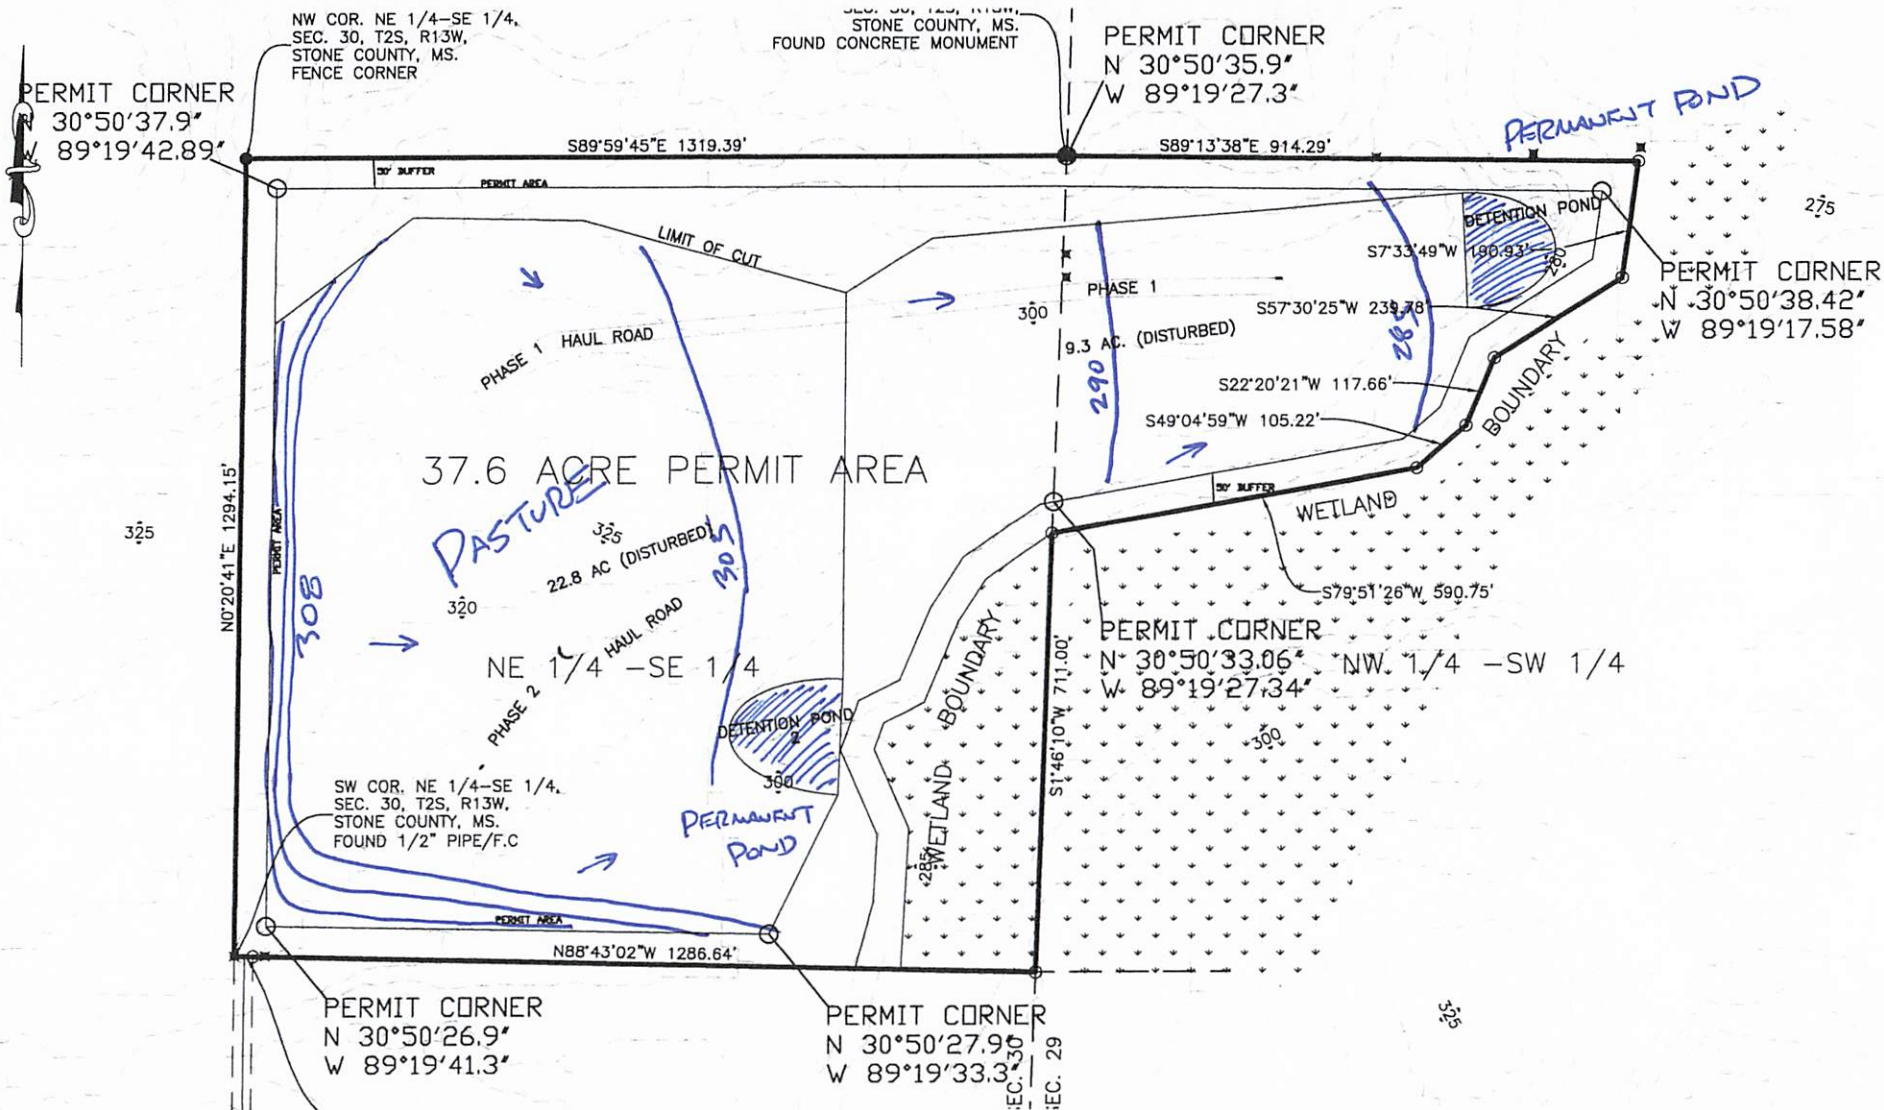 NW COR. NE 1/4-SE 1/4,
SEC. 30, T2S, R13W,
STONE COUNTY, MS.
FENCE CORNER
SEC. 30, T2S, R13W,
STONE COUNTY, MS.
FOUND CONCRETE MONUMENT
PERMIT CORNER
N 30°50'35.9"
W 89°19'27.3"
PERMANENT POND
PERMIT CORNER
N 30°50'37.9"
W 89°19'42.89"
S89°59'45"E 1319.39'
S89°13'38"E 914.29'
50' BUFFER
PERMIT AREA
275
DETENTION POND
LIMIT OF CUT
S7°33'49"W 190.93'
280
PERMIT CORNER
N 30°50'38.42"
W 89°19'17.58"
PHASE 1
300
S57°30'25"W 239.78'
PHASE 1 HAUL ROAD
9.3 AC. (DISTURBED)
285
290
S22°20'21"W 117.66'
BOUNDARY
S49°04'59"W 105.22'
37.6 ACRE PERMIT AREA
50' BUFFER
WETLAND
N0°20'41"E 1294.15'
PERMIT AREA
325
PASTURE
325
22.8 AC (DISTURBED)
305
308
320
S79°51'26"W 590.75'
HAUL ROAD
PHASE 2
NE 1/4 -SE 1/4
BOUNDARY
S1°46'10"W 711.00'
PERMIT CORNER
N 30°50'33.06"
W 89°19'27.34"
NW 1/4 -SW 1/4
DETENTION POND
2
300
300
SW COR. NE 1/4-SE 1/4,
SEC. 30, T2S, R13W,
STONE COUNTY, MS.
FOUND 1/2" PIPE/F.C
PERMANENT
POND
WETLAND
285
PERMIT AREA
N88°43'02"W 1286.64'
PERMIT CORNER
N 30°50'26.9"
W 89°19'41.3"
PERMIT CORNER
N 30°50'27.9"
W 89°19'33.3"
SEC. 30
SEC. 29
325